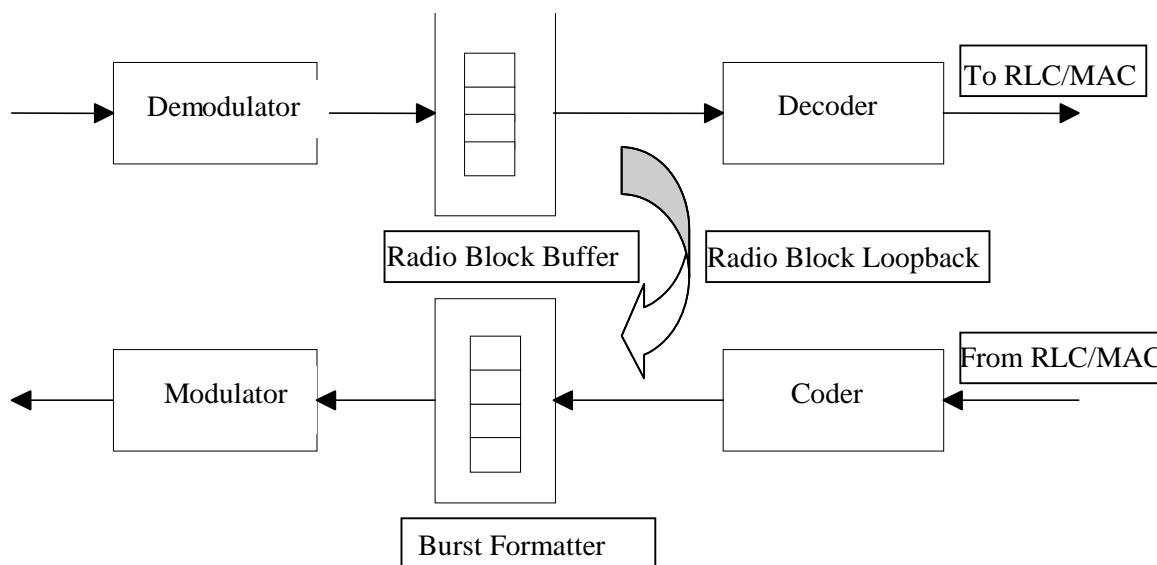 Demodulator
Decoder
To RLC/MAC
Radio Block Buffer
Radio Block Loopback
Modulator
Coder
From RLC/MAC
Burst Formatter